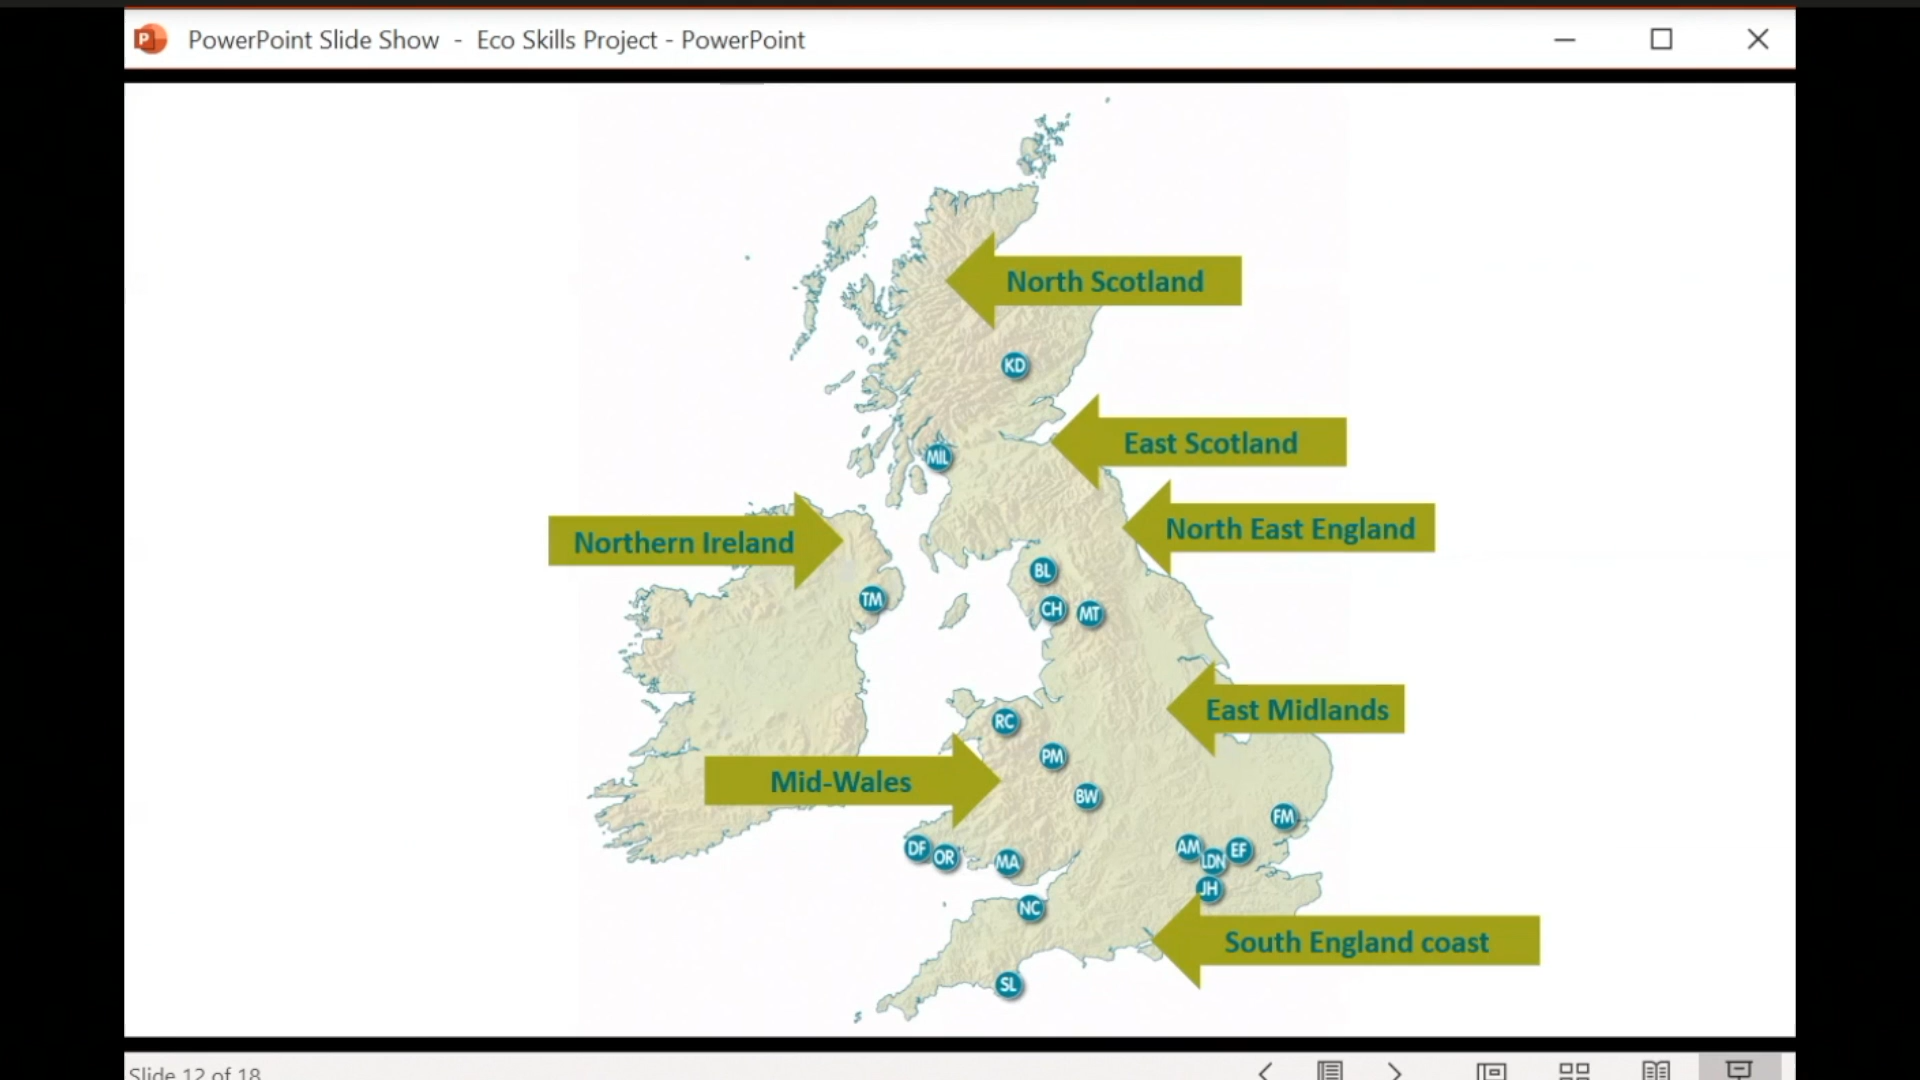 PowerPoint Slide Show - Eco Skills Project - PowerPoint
North Scotland
KD
East Scotland
MIL
North East England
Northern Ireland
BL
TM
CH
MT
East Midlands
RC
PM
Mid-Wales
BW
FM
DF
OR
MA
AM
LDN
EF
JH
NC
South England coast
SL
Slide 12 of 18